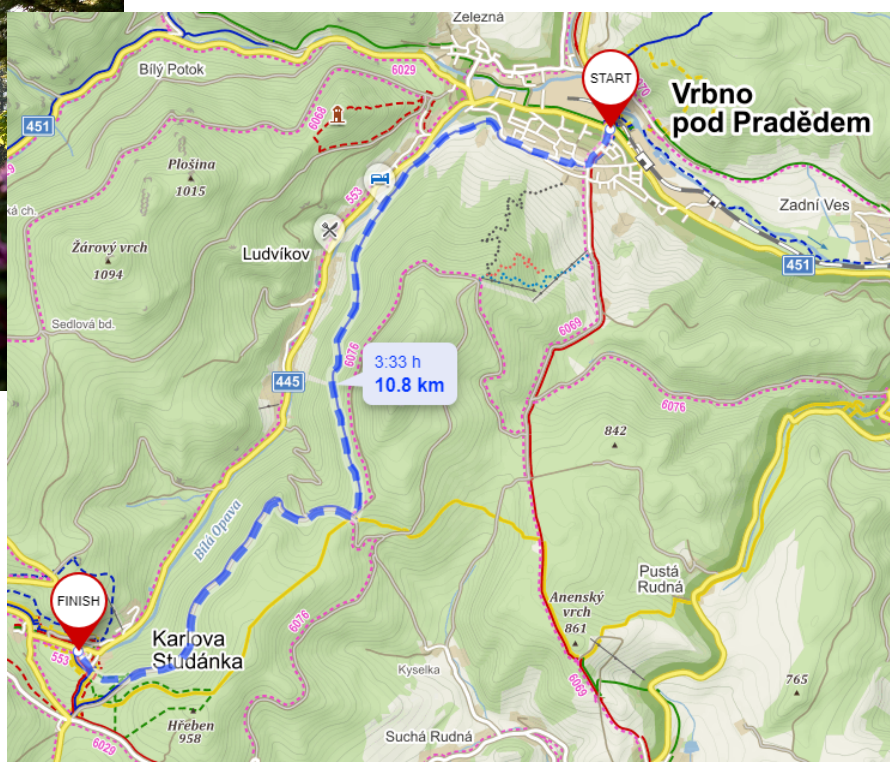 Železná
Bílý Potok
6029
START
Vrbno
pod Pradědem
451
6068
Plošina
1015
553
Zadní Ves
Žárový vrch
1094
Ludvíkov
451
Sedlová bd.
6069
6076
3:33 h
10.8 km
445
6076
842
Bílá Opava
Pustá
Rudná
FINISH
Anenský
vrch
861
Karlova
Studánka
6076
553
Kyselka
6069
765
Hřeben
958
Suchá Rudná
6029